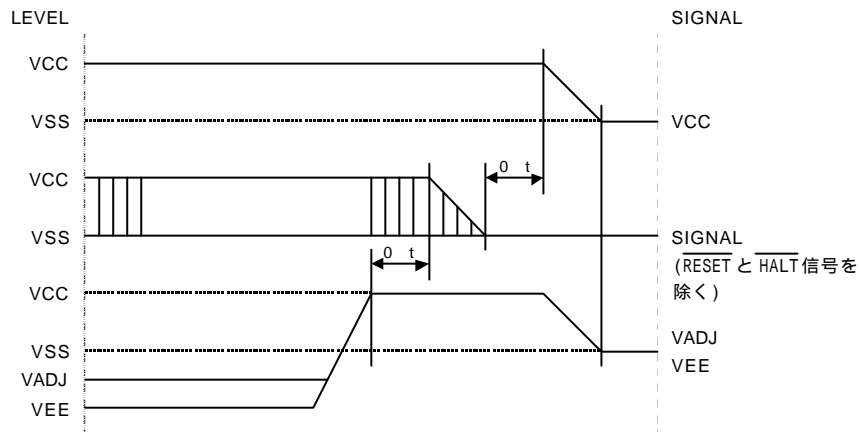 LEVEL
SIGNAL
VCC
VSS
VCC
VCC
0 t
VSS
SIGNAL
(RESET と HALT 信号を
除く)
0 t
VCC
VSS
VADJ
VEE
VADJ
VEE